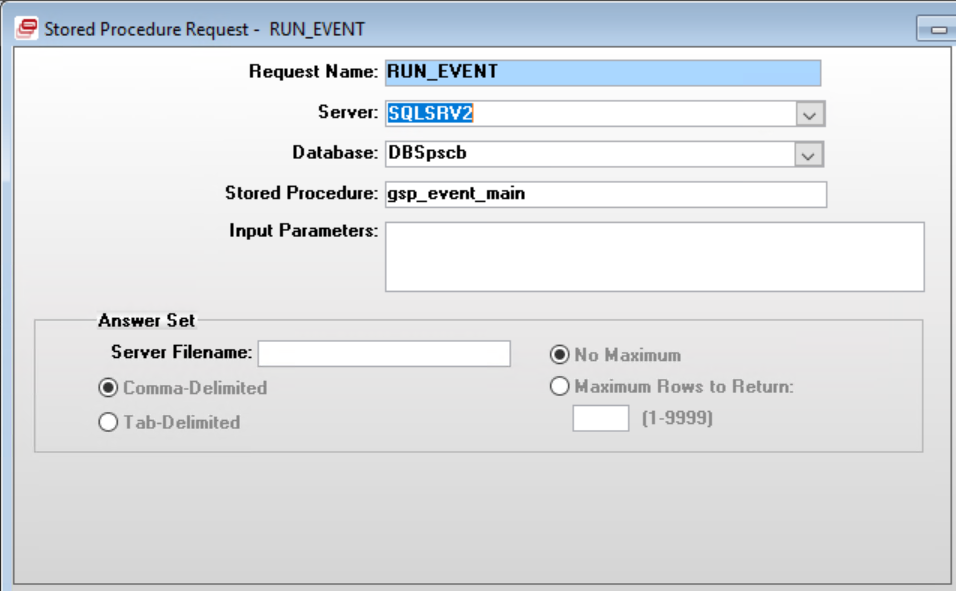 Stored Procedure Request - RUN_EVENT
Request Name: RUN_EVENT
Server: SQLSRV2
Database: DBSpscb
Stored Procedure: gsp_event_main
Input Parameters:
Answer Set
Server Filename:
No Maximum
Comma-Delimited
Maximum Rows to Return:
Tab-Delimited
(1-9999)